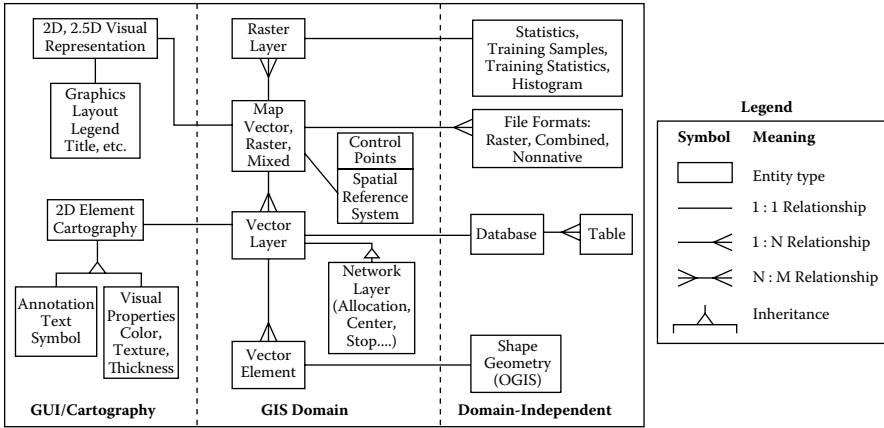 2D, 2.5D Visual
Representation
Graphics
Layout
Legend
Title, etc.
2D Element
Cartography
Annotation
Text
Symbol
Visual
Properties
Color,
Texture,
Thickness
GUI/Cartography
Raster
Layer
Map
Vector,
Raster,
Mixed
Control
Points
Spatial
Reference
System
Vector
Layer
Network
Layer
(Allocation,
Center,
Stop....)
Vector
Element
GIS Domain
Statistics,
Training Samples,
Training Statistics,
Histogram
File Formats:
Raster, Combined,
Nonnative
Database
Table
Shape
Geometry
(OGIS)
Domain-Independent
Legend
Symbol Meaning
Entity type
1 : 1 Relationship
1 : N Relationship
N : M Relationship
Inheritance